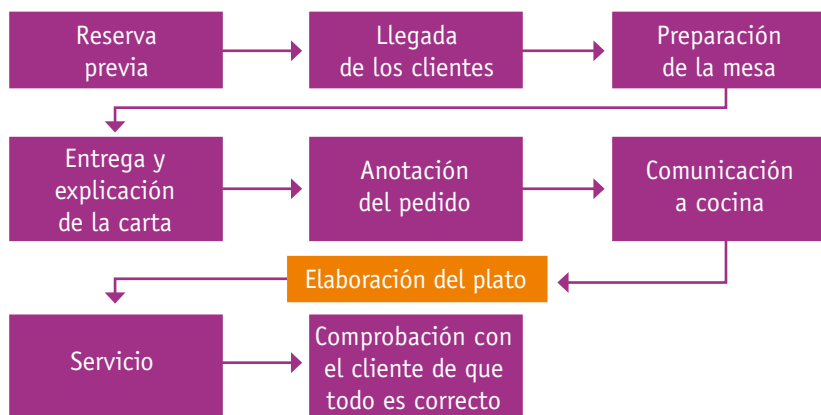 Reserva
previa
Llegada
de los clientes
Preparación
de la mesa
Entrega y
explicación
de la carta
Anotación
del pedido
Comunicación
a cocina
Elaboración del plato
Servicio
Comprobación con
el cliente de que
todo es correcto